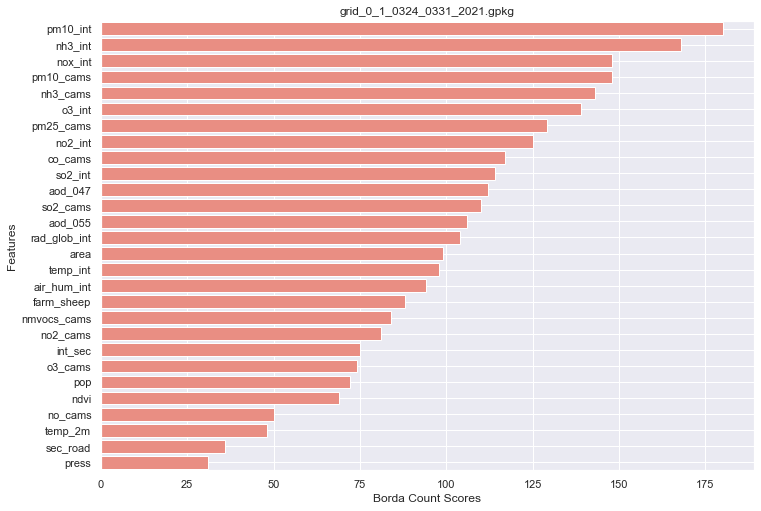 grid_0_1_0324_0331_2021.gpkg
pm10_int
nh3_int
nox_int
pm10_cams
nh3_cams
o3_int
pm25_cams
no2_int
co_cams
so2_int
aod_047
so2_cams
aod_055
rad_glob_int
area
temp_int
air_hum_int
farm_sheep
nmvocs_cams
no2_cams
int_sec
o3_cams
pop
ndvi
no_cams
temp_2m
sec_road
press
Features
0 25 50 75 100 125 150 175
Borda Count Scores